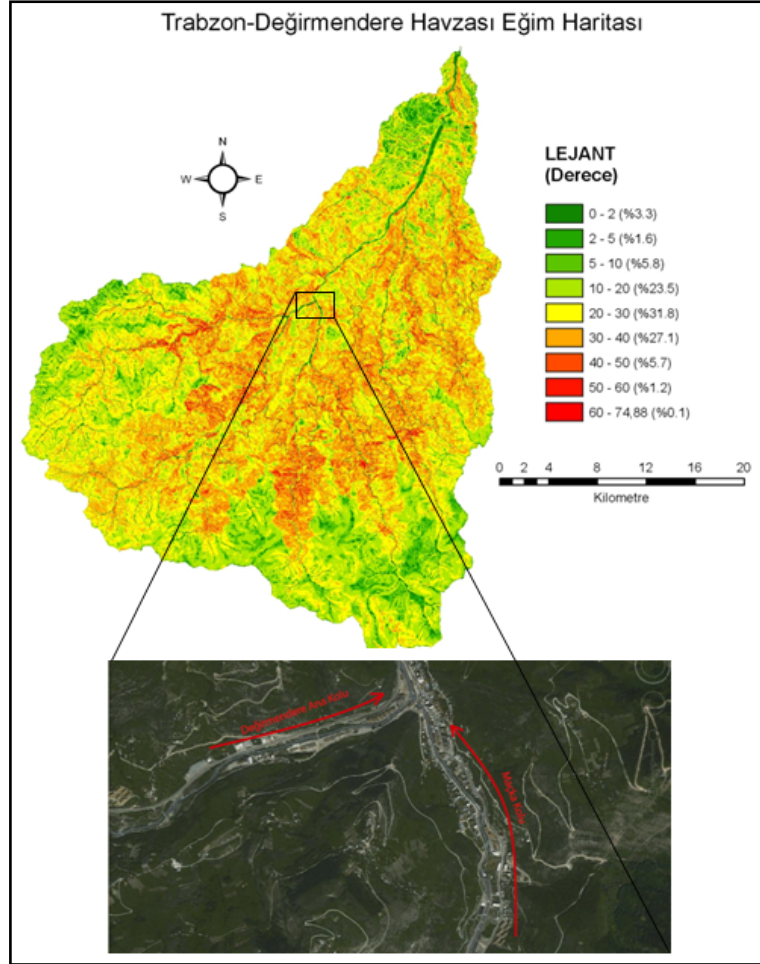 Trabzon-Değirmendere Havzası Eğim Haritası
N
W E
S
LEJANT
(Derece)
0 - 2 (%3.3)
2 - 5 (%1.6)
5 - 10 (%5.8)
10 - 20 (%23.5)
20 - 30 (%31.8)
30 - 40 (%27.1)
40 - 50 (%5.7)
50 - 60 (%1.2)
60 - 74,88 (%0.1)
0 2 4 8 12 16 20
Kilometre
Değirmendere Ana Kolu
Maçka Kolu